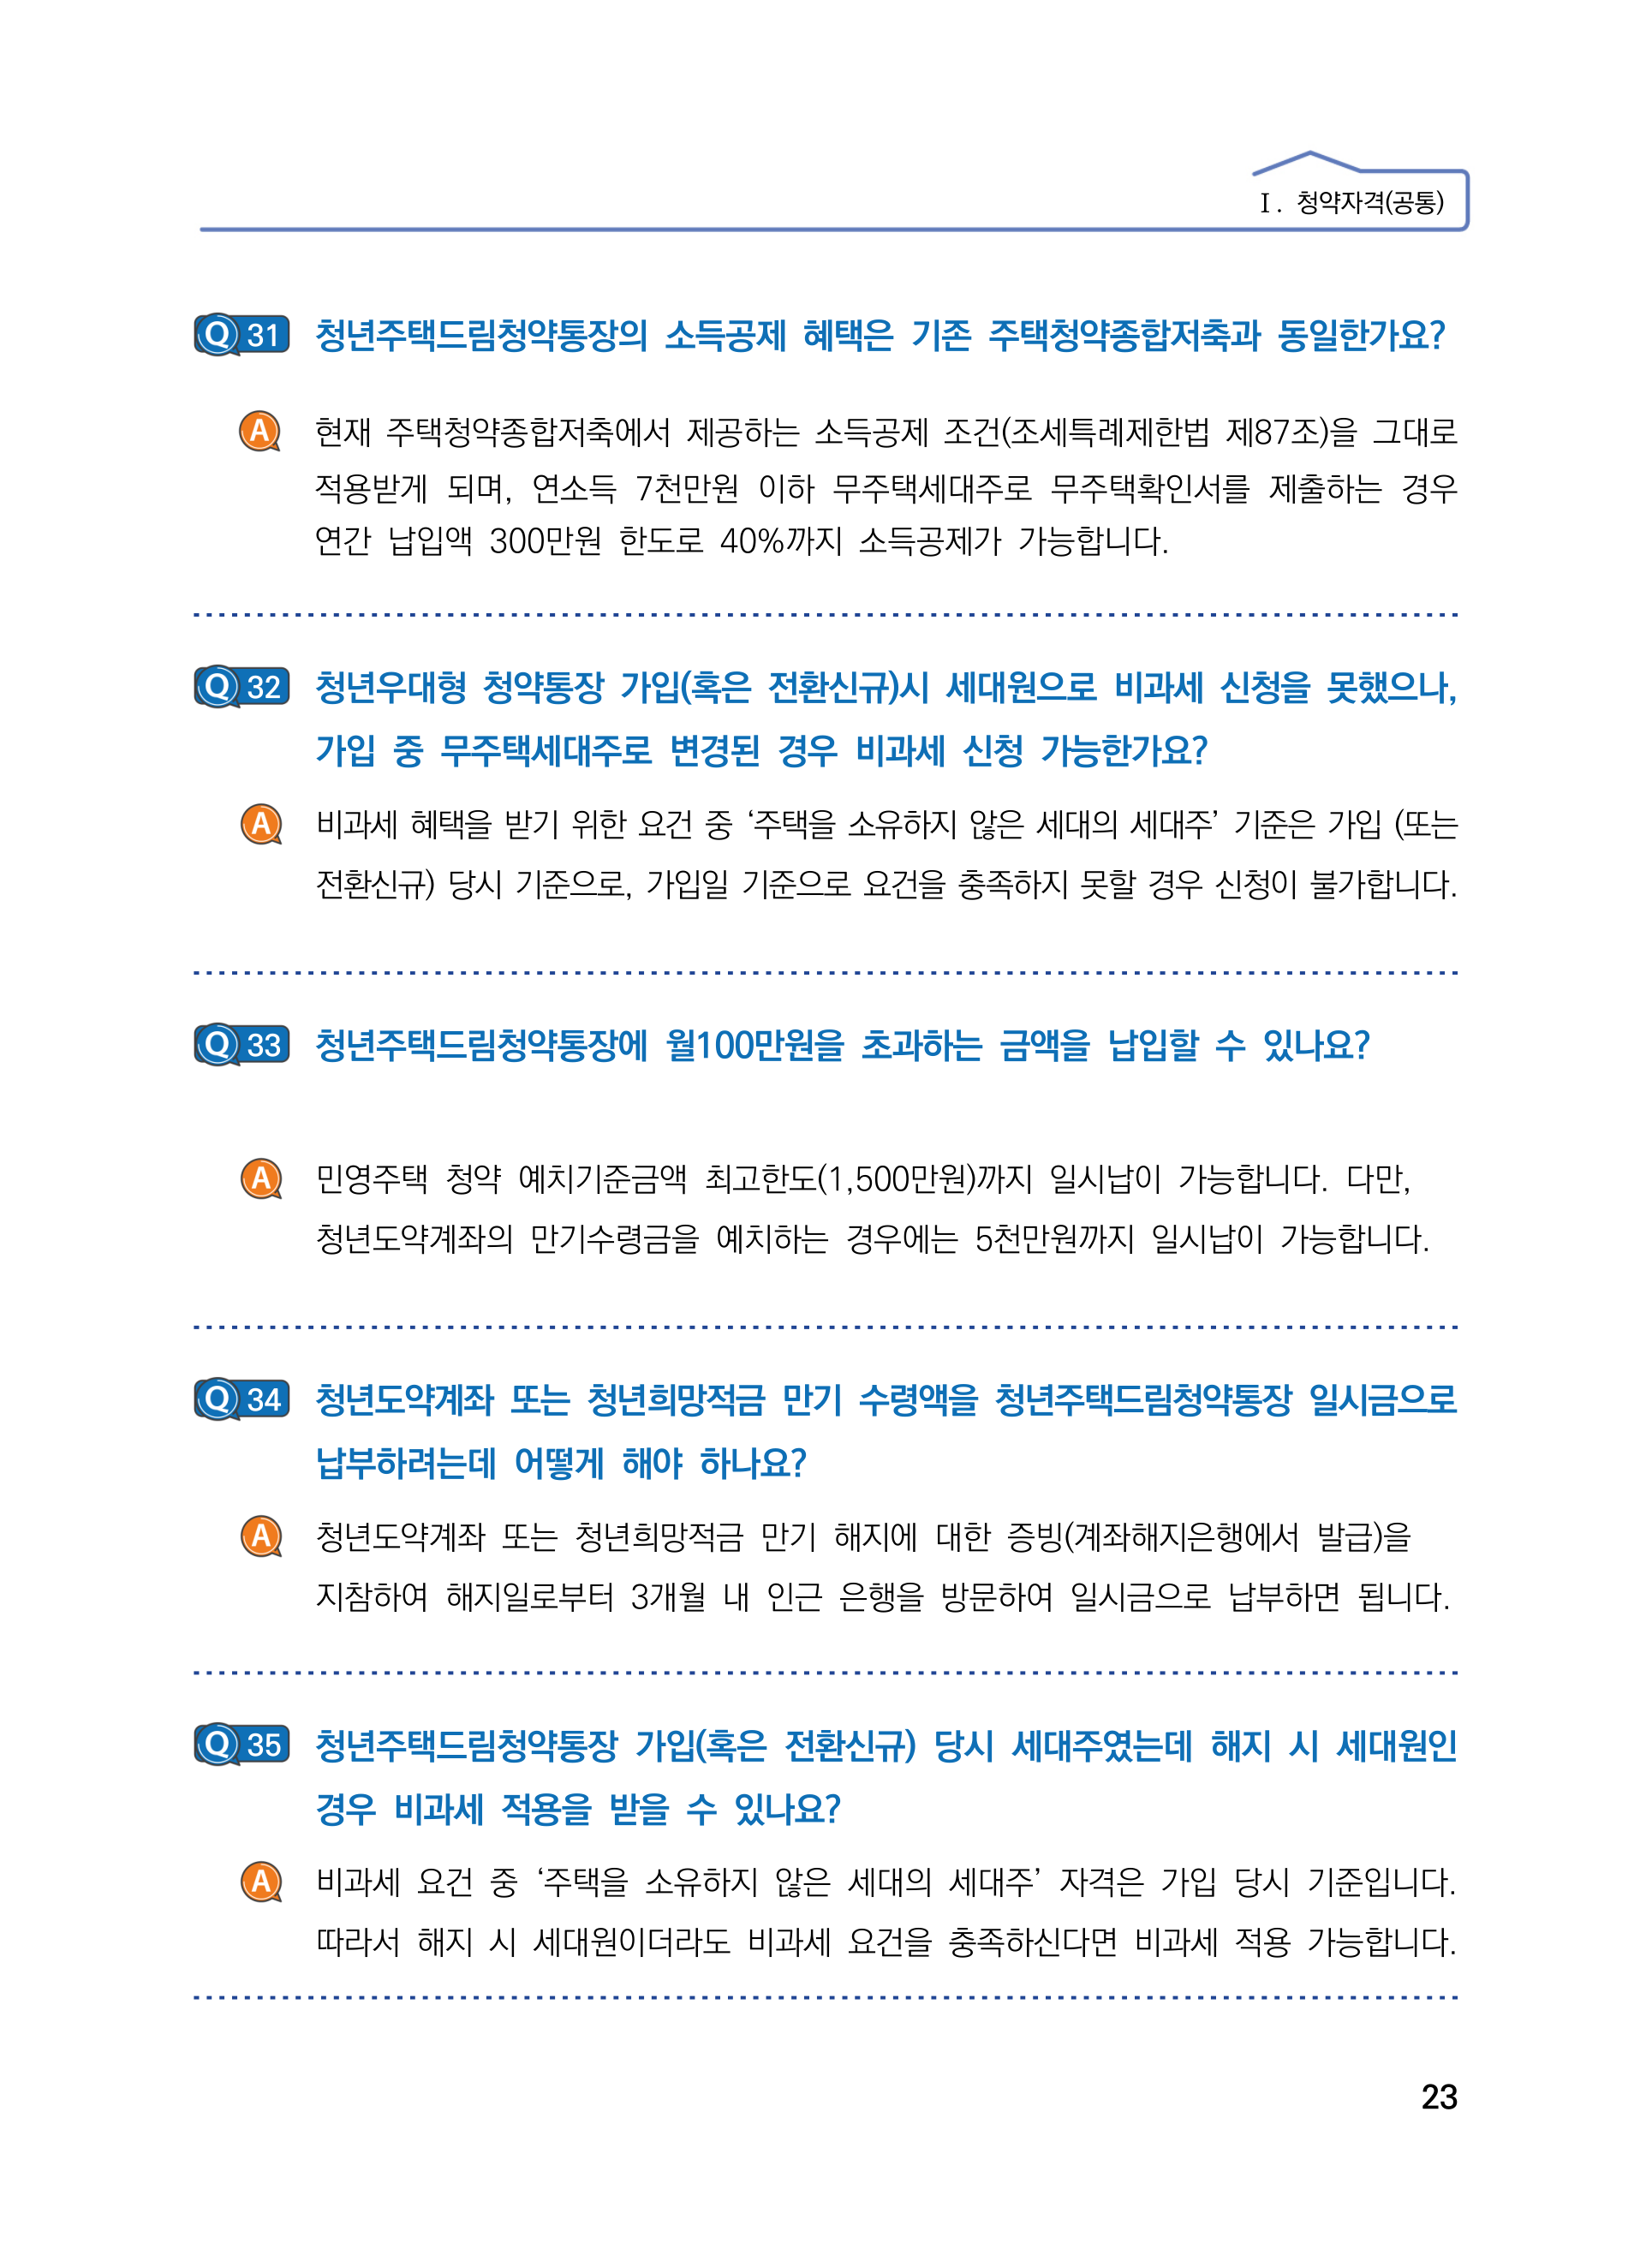 Ⅰ. 청약자격(공통)
Q 31 청년주택드림청약통장의 소득공제 혜택은 기존 주택청약종합저축과 동일한가요?
A 현재 주택청약종합저축에서 제공하는 소득공제 조건(조세특례제한법 제87조)을 그대로
적용받게 되며, 연소득 7천만원 이하 무주택세대주로 무주택확인서를 제출하는 경우
연간 납입액 300만원 한도로 40%까지 소득공제가 가능합니다.
Q 32 청년우대형 청약통장 가입(혹은 전환신규)시 세대원으로 비과세 신청을 못했으나,
가입 중 무주택세대주로 변경된 경우 비과세 신청 가능한가요?
A 비과세 혜택을 받기 위한 요건 중 ‘주택을 소유하지 않은 세대의 세대주’ 기준은 가입 (또는
전환신규) 당시 기준으로, 가입일 기준으로 요건을 충족하지 못할 경우 신청이 불가합니다.
Q 33 청년주택드림청약통장에 월100만원을 초과하는 금액을 납입할 수 있나요?
A 민영주택 청약 예치기준금액 최고한도(1,500만원)까지 일시납이 가능합니다. 다만,
청년도약계좌의 만기수령금을 예치하는 경우에는 5천만원까지 일시납이 가능합니다.
Q 34 청년도약계좌 또는 청년희망적금 만기 수령액을 청년주택드림청약통장 일시금으로
납부하려는데 어떻게 해야 하나요?
A 청년도약계좌 또는 청년희망적금 만기 해지에 대한 증빙(계좌해지은행에서 발급)을
지참하여 해지일로부터 3개월 내 인근 은행을 방문하여 일시금으로 납부하면 됩니다.
Q 35 청년주택드림청약통장 가입(혹은 전환신규) 당시 세대주였는데 해지 시 세대원인
경우 비과세 적용을 받을 수 있나요?
A 비과세 요건 중 ‘주택을 소유하지 않은 세대의 세대주’ 자격은 가입 당시 기준입니다.
따라서 해지 시 세대원이더라도 비과세 요건을 충족하신다면 비과세 적용 가능합니다.
23